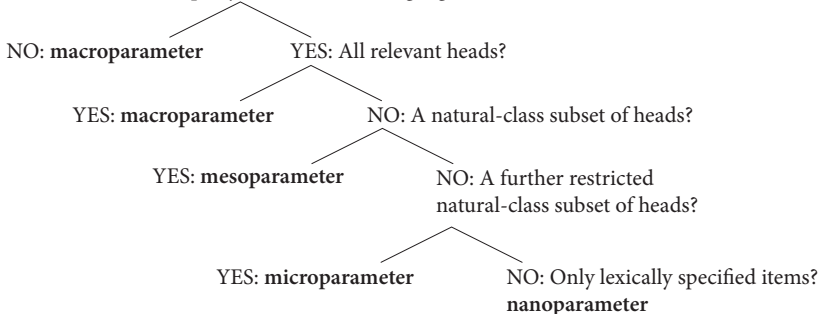 NO: macroparameter YES: All relevant heads?
YES: macroparameter NO: A natural-class subset of heads?
YES: mesoparameter NO: A further restricted
natural-class subset of heads?
YES: microparameter NO: Only lexically specified items?
nanoparameter